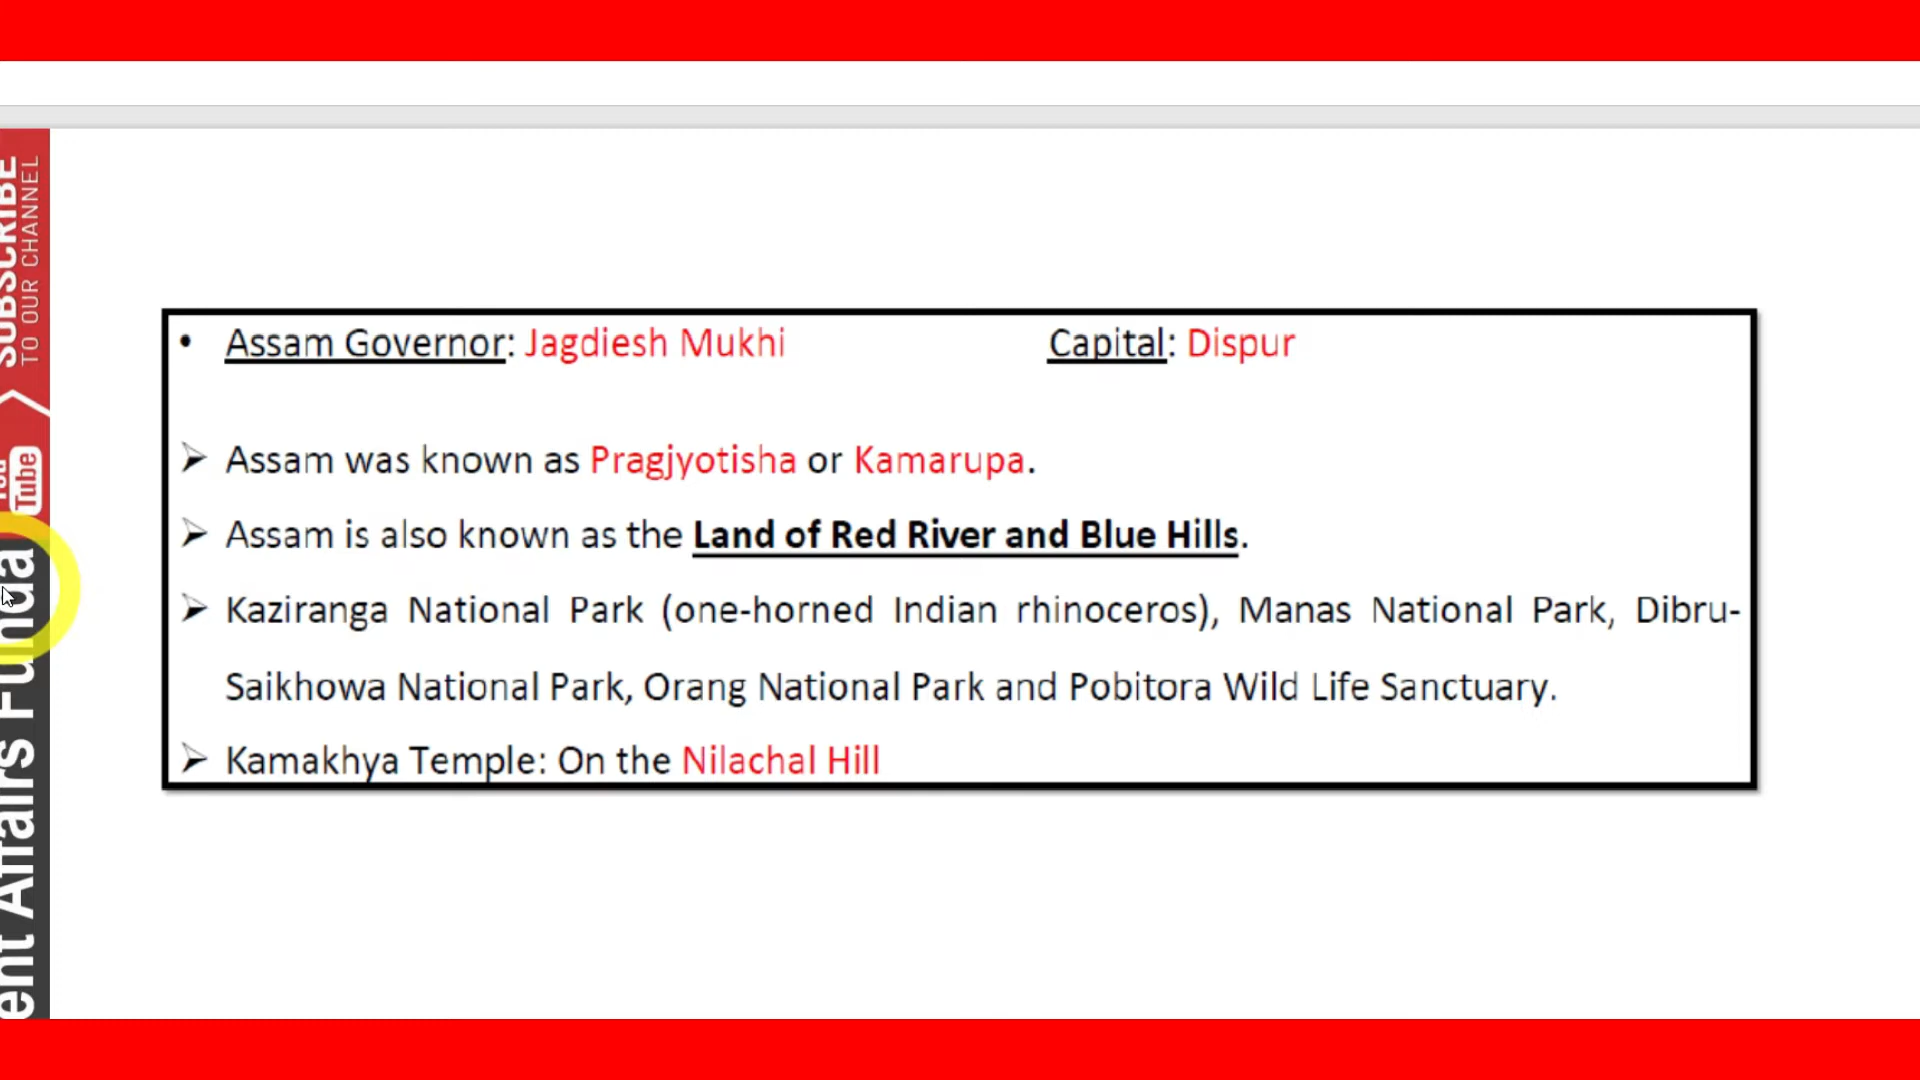 • Assam Governor: Jagdiesh Mukhi Capital: Dispur
➢ Assam was known as Pragjyotisha or Kamarupa.
➢ Assam is also known as the Land of Red River and Blue Hills.
➢ Kaziranga National Park (one-horned Indian rhinoceros), Manas National Park, Dibru-
Saikhowa National Park, Orang National Park and Pobitora Wild Life Sanctuary.
➢ Kamakhya Temple: On the Nilachal Hill
SUBSCRIBE
TO OUR CHANNEL
You
Tube
Affairs Funda